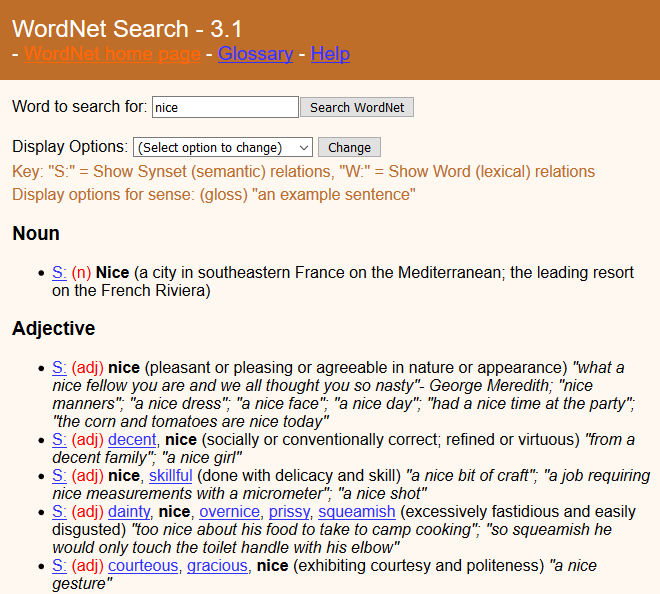 WordNet Search - 3.1
- WordNet home page - Glossary - Help
Word to search for: nice Search WordNet
Display Options: (Select option to change) Change
Key: "S:" = Show Synset (semantic) relations, "W:" = Show Word (lexical) relations
Display options for sense: (gloss) "an example sentence"
Noun
• S: (n) Nice (a city in southeastern France on the Mediterranean; the leading resort
on the French Riviera)
Adjective
• S: (adj) nice (pleasant or pleasing or agreeable in nature or appearance) "what a
nice fellow you are and we all thought you so nasty"- George Meredith; "nice
manners"; "a nice dress"; "a nice face"; "a nice day"; "had a nice time at the party";
"the corn and tomatoes are nice today"
• S: (adj) decent, nice (socially or conventionally correct; refined or virtuous) "from a
decent family"; "a nice girl"
• S: (adj) nice, skillful (done with delicacy and skill) "a nice bit of craft"; "a job requiring
nice measurements with a micrometer"; "a nice shot"
• S: (adj) dainty, nice, overnice, prissy, squeamish (excessively fastidious and easily
disgusted) "too nice about his food to take to camp cooking"; "so squeamish he
would only touch the toilet handle with his elbow"
• S: (adj) courteous, gracious, nice (exhibiting courtesy and politeness) "a nice
gesture"